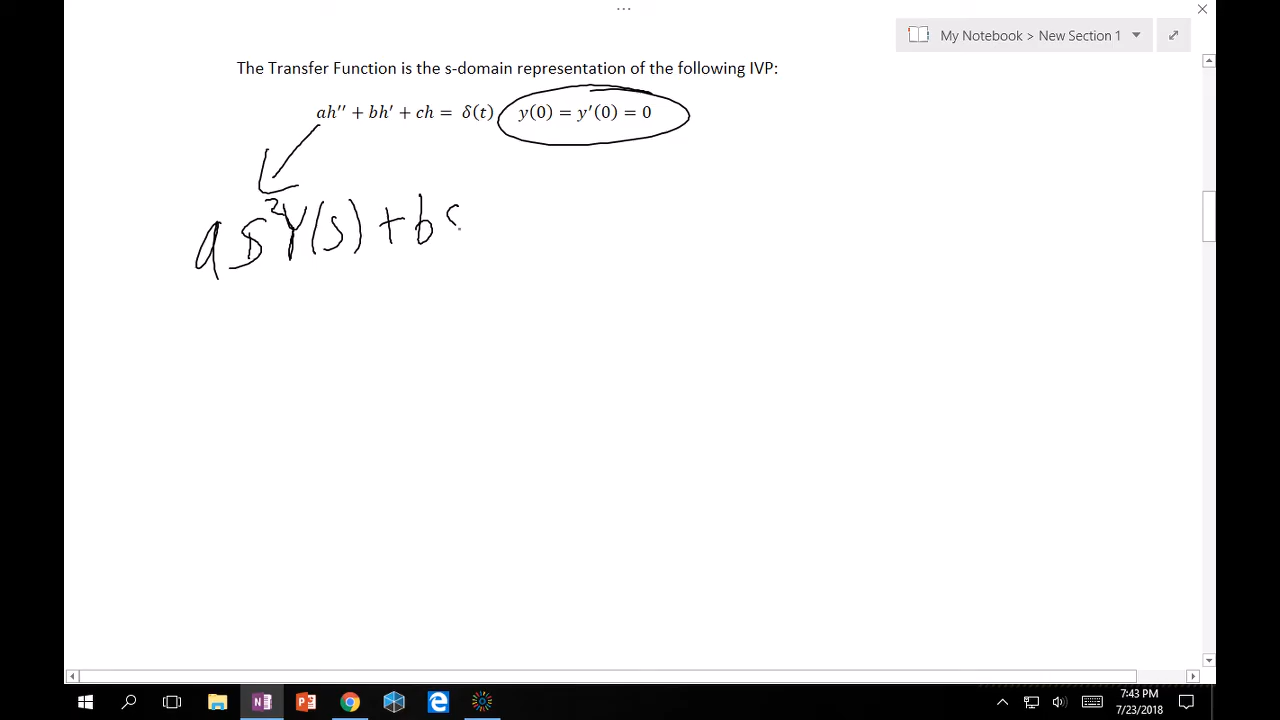 ...
My Notebook > New Section 1
The Transfer Function is the s-domain representation of the following IVP:
ah′′ + bh′ + ch = δ(t) y(0) = y′(0) = 0
as²Y(s) + bs
7:43 PM
7/23/2018